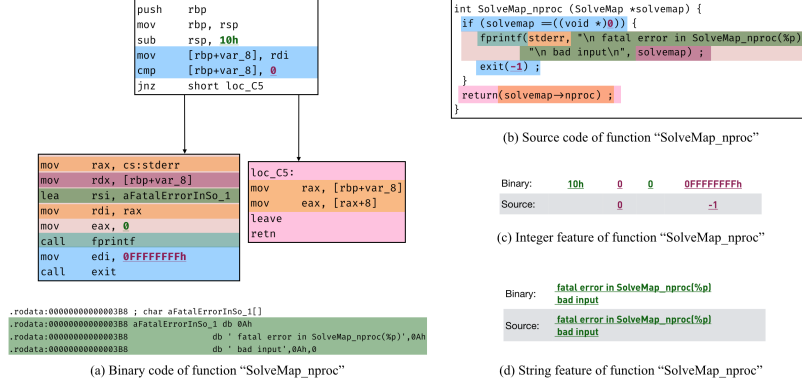 push rbp
mov rbp, rsp
sub rsp, 10h
mov [rbp+var_8], rdi
cmp [rbp+var_8], 0
jnz short loc_C5
mov rax, cs:stderr
mov rdx, [rbp+var_8]
lea rsi, aFatalErrorInSo_1
mov rdi, rax
mov eax, 0
call fprintf
mov edi, 0FFFFFFFFh
call exit
loc_C5:
mov rax, [rbp+var_8]
mov eax, [rax+8]
leave
retn
.rodata:00000000000003B8 ; char aFatalErrorInSo_1[]
.rodata:00000000000003B8 aFatalErrorInSo_1 db 0Ah
.rodata:00000000000003B8 db ' fatal error in SolveMap_nproc(%p)',0Ah
.rodata:00000000000003B8 db ' bad input',0Ah,0
(a) Binary code of function “SolveMap_nproc”
int SolveMap_nproc (SolveMap *solvemap) {
if (solvemap ==((void *)0)) {
fprintf(stderr, "\n fatal error in SolveMap_nproc(%p)
"\n bad input\n", solvemap) ;
exit(-1) ;
}
return(solvemap->nproc) ;
}
(b) Source code of function “SolveMap_nproc”
Binary: 10h 0 0 0FFFFFFFFh
Source: 0 -1
(c) Integer feature of function “SolveMap_nproc”
Binary: fatal error in SolveMap_nproc(%p)
bad input
Source: fatal error in SolveMap_nproc(%p)
bad input
(d) String feature of function “SolveMap_nproc”